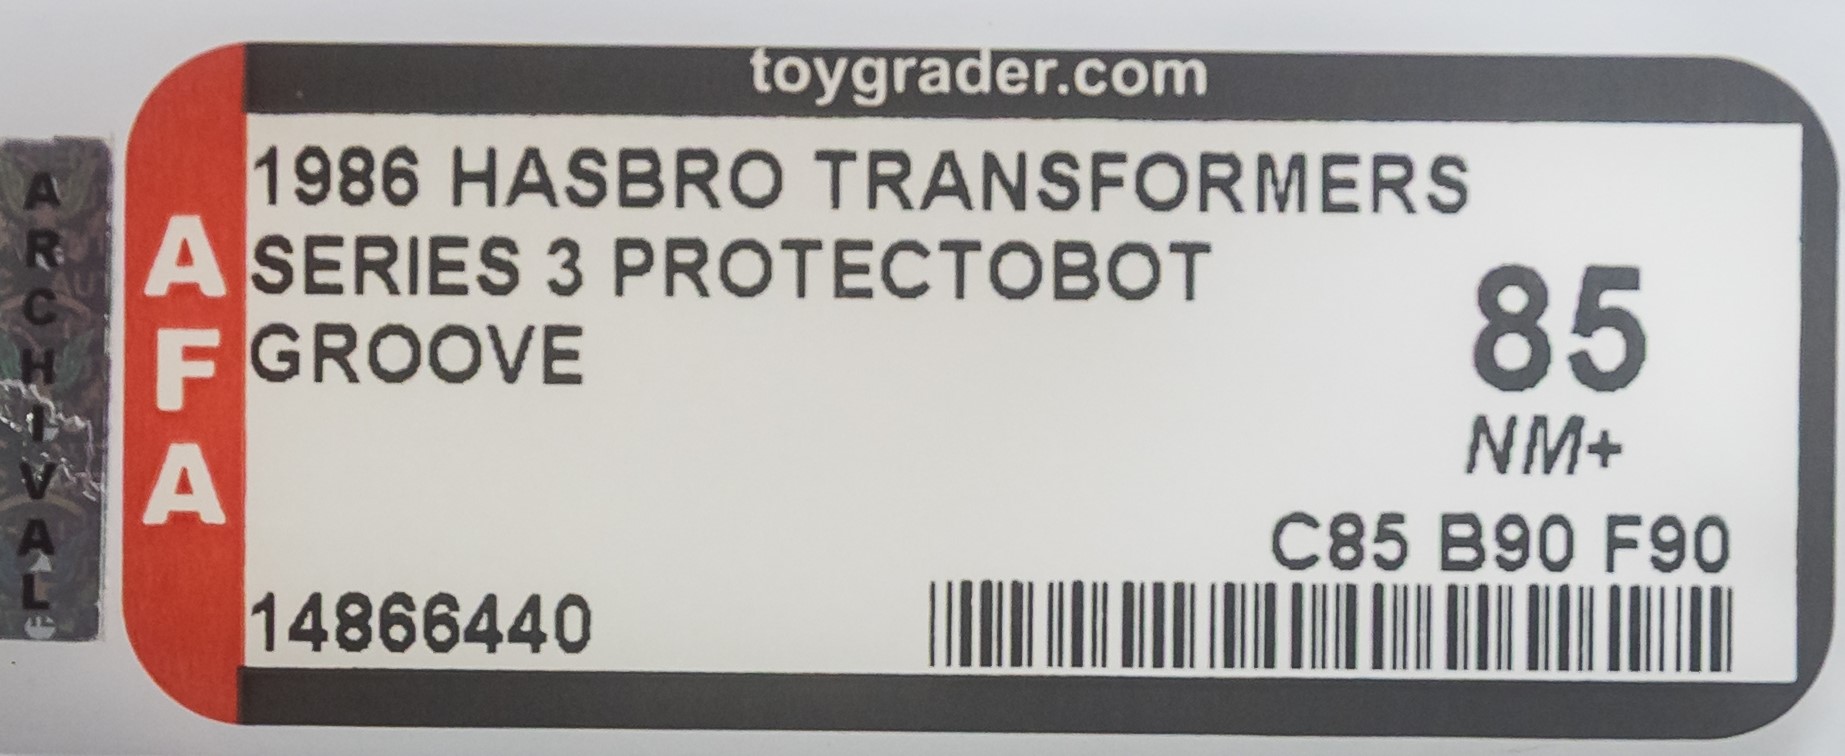 toygrader.com
ARCHIVAL
AFA
1986 HASBRO TRANSFORMERS
SERIES 3 PROTECTOBOT
GROOVE
85
NM+
C85 B90 F90
14866440